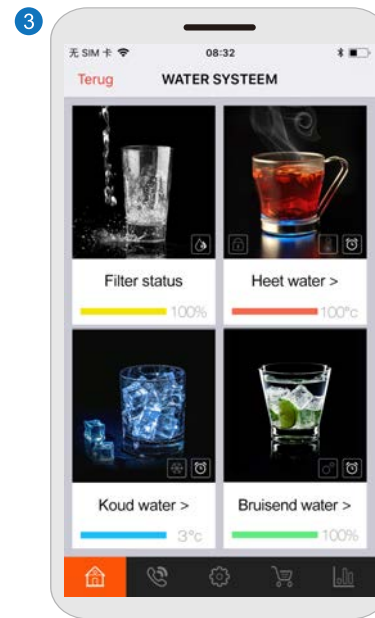 3
无 SIM 卡 08:32
Terug WATER SYSTEEM
Filter status
100%
Heet water >
100°c
Koud water >
3°c
Bruisend water >
100%